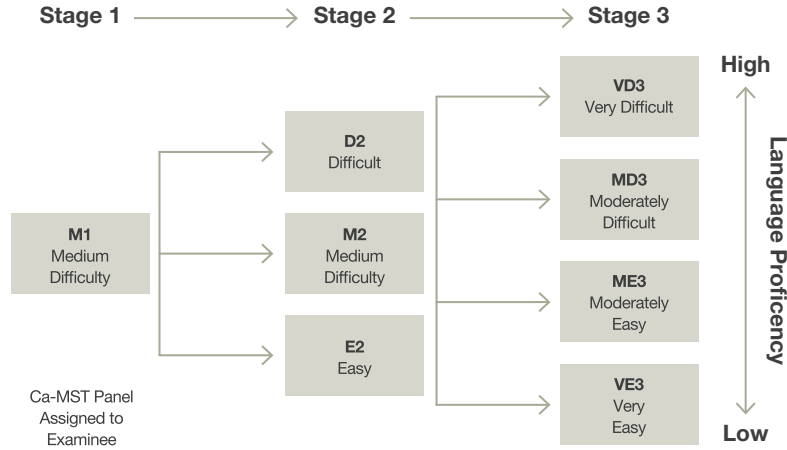 Stage 1
Stage 2
Stage 3
M1
Medium
Difficulty
Ca-MST Panel
Assigned to
Examinee
D2
Difficult
M2
Medium
Difficulty
E2
Easy
VD3
Very Difficult
MD3
Moderately
Difficult
ME3
Moderately
Easy
VE3
Very
Easy
High
Language Proficency
Low